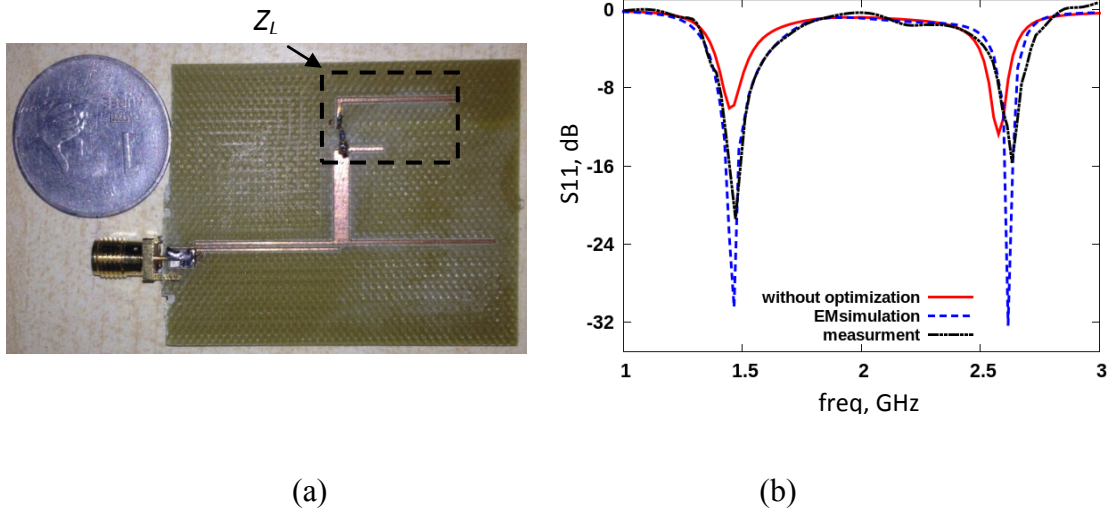 Z_L
1
S11, dB
0
-8
-16
-24
-32
without optimization
EMsimulation
measurment
1 1.5 2 2.5 3
freq, GHz
(a) (b)